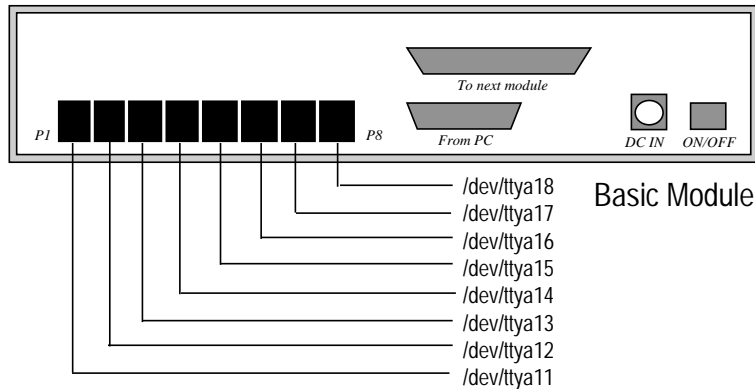 To next module
P1
P8
From PC
DC IN
ON/OFF
Basic Module
/dev/ttya18
/dev/ttya17
/dev/ttya16
/dev/ttya15
/dev/ttya14
/dev/ttya13
/dev/ttya12
/dev/ttya11